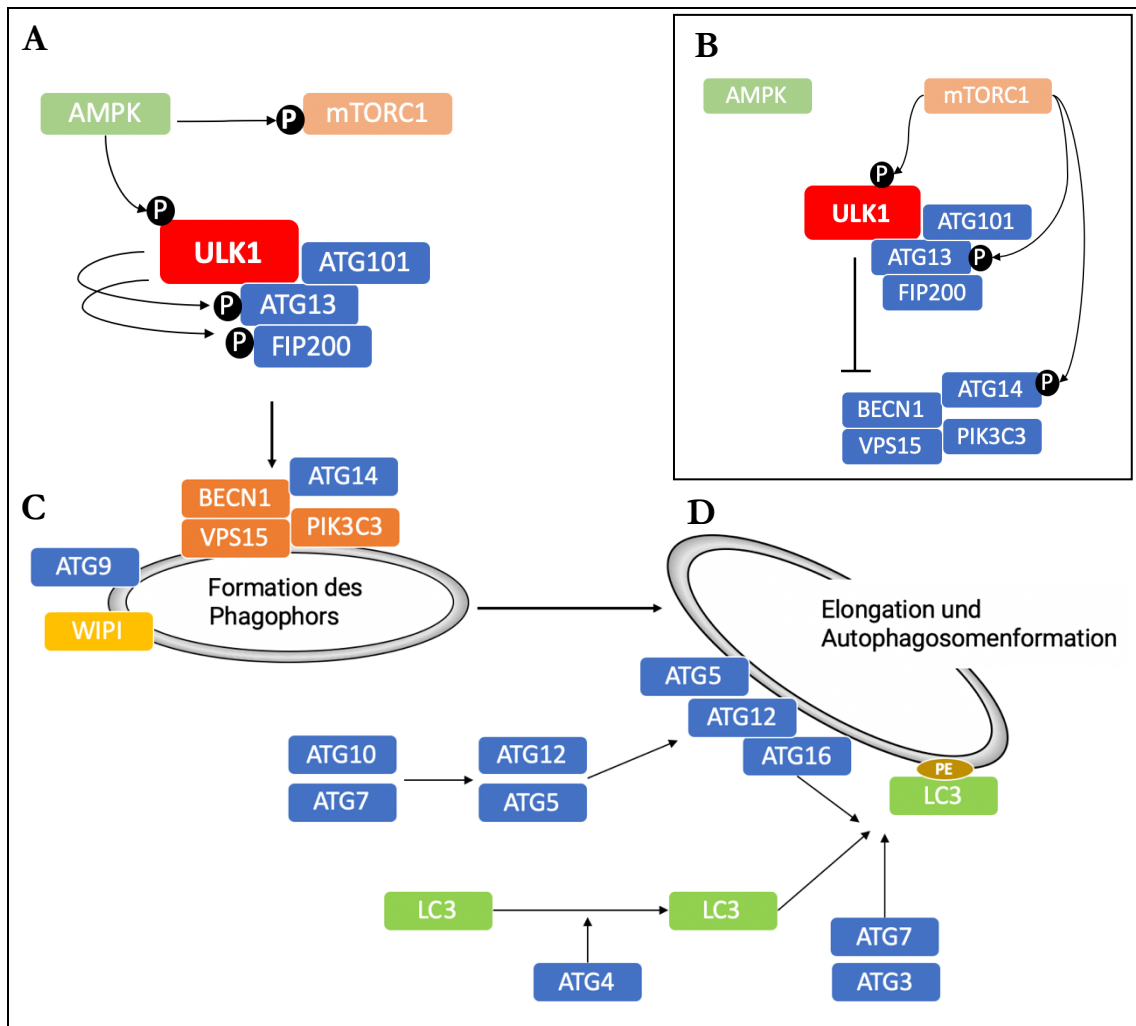 A
AMPK
P
mTORC1
P
ULK1
ATG101
P
ATG13
P
FIP200
B
AMPK
mTORC1
P
ULK1
ATG101
ATG13
P
FIP200
ATG14
P
BECN1
VPS15
PIK3C3
C
ATG14
BECN1
PIK3C3
VPS15
ATG9
WIPI
Formation des
Phagophors
D
Elongation und
Autophagosomenformation
ATG5
ATG12
ATG16
PE
LC3
ATG10
ATG7
ATG12
ATG5
LC3
LC3
ATG4
ATG7
ATG3